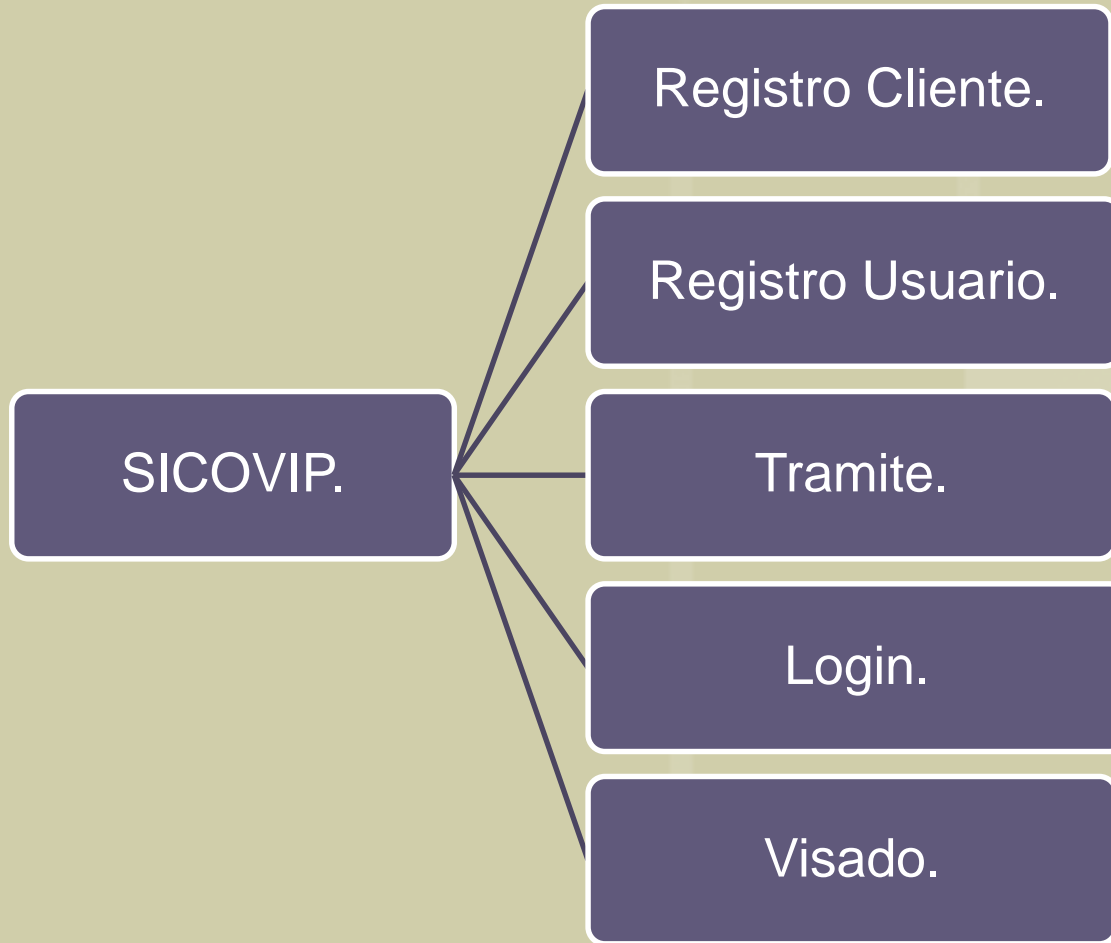 Registro Cliente.
Registro Usuario.
SICOVIP.
Tramite.
Login.
Visado.